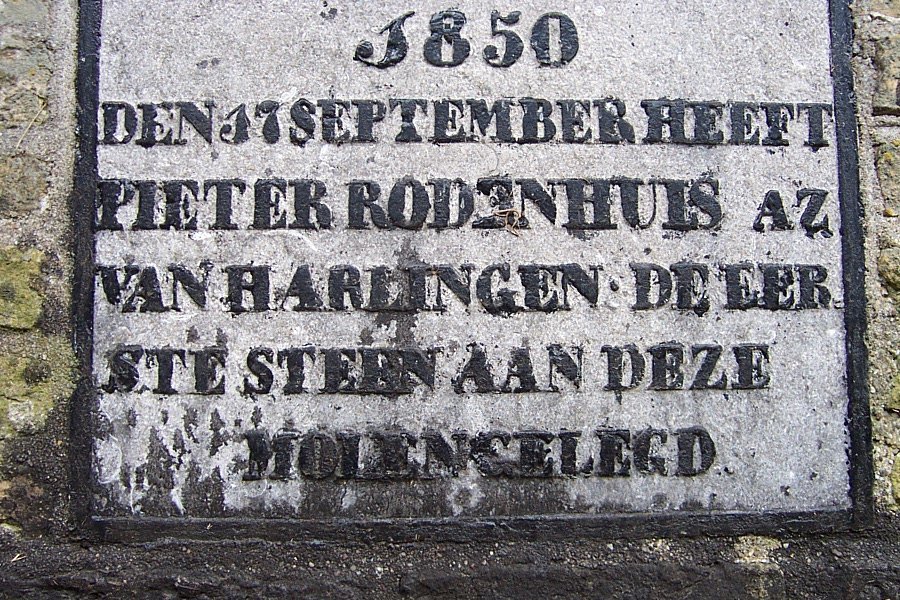 1850
DEN 17 SEPTEMBER HEEFT
PIETER RODENHUIS AZ
VAN HARLINGEN · DE EER
STE STEEN AAN DEZE
MOLEN GELEGD